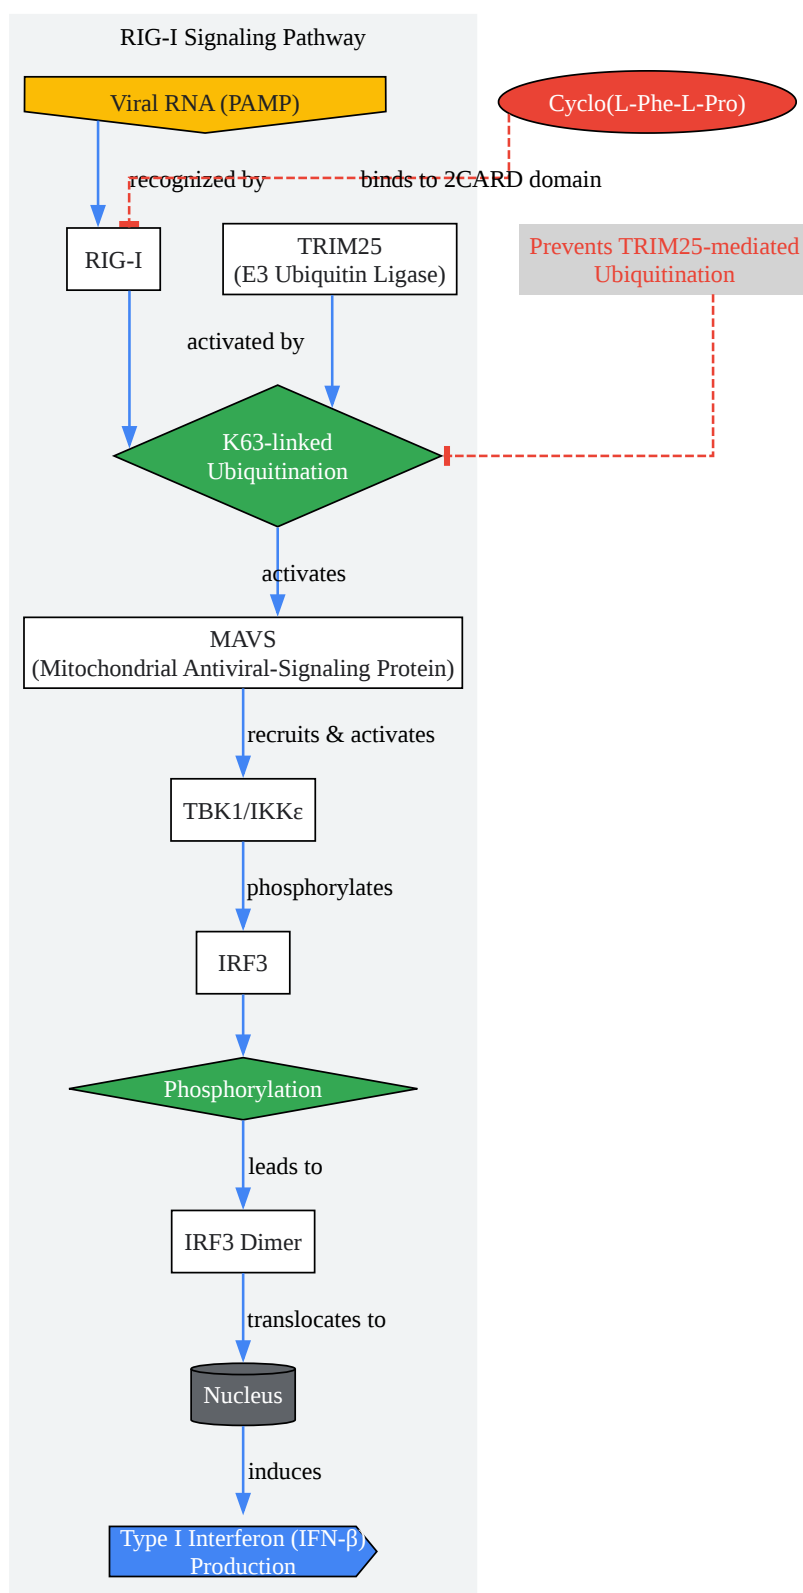 RIG-I Signaling Pathway
Viral RNA (PAMP)
Cyclo(L-Phe-L-Pro)
recognized by
binds to 2CARD domain
RIG-I
TRIM25
(E3 Ubiquitin Ligase)
Prevents TRIM25-mediated
Ubiquitination
activated by
K63-linked
Ubiquitination
activates
MAVS
(Mitochondrial Antiviral-Signaling Protein)
recruits & activates
TBK1/IKKε
phosphorylates
IRF3
Phosphorylation
leads to
IRF3 Dimer
translocates to
Nucleus
induces
Type I Interferon (IFN-β)
Production